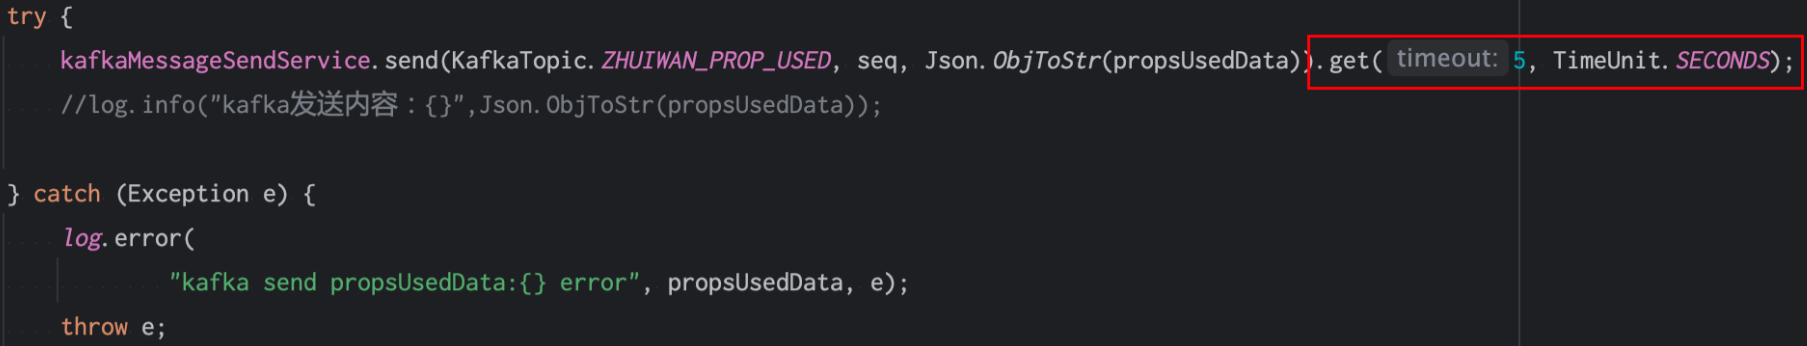 try {
kafkaMessageSendService.send(KafkaTopic.ZHUIWAN_PROP_USED, seq, Json.ObjToStr(propsUsedData)).get( timeout: 5, TimeUnit.SECONDS);
//log.info("kafka发送内容：{}",Json.ObjToStr(propsUsedData));
} catch (Exception e) {
log.error(
"kafka send propsUsedData:{} error", propsUsedData, e);
throw e;